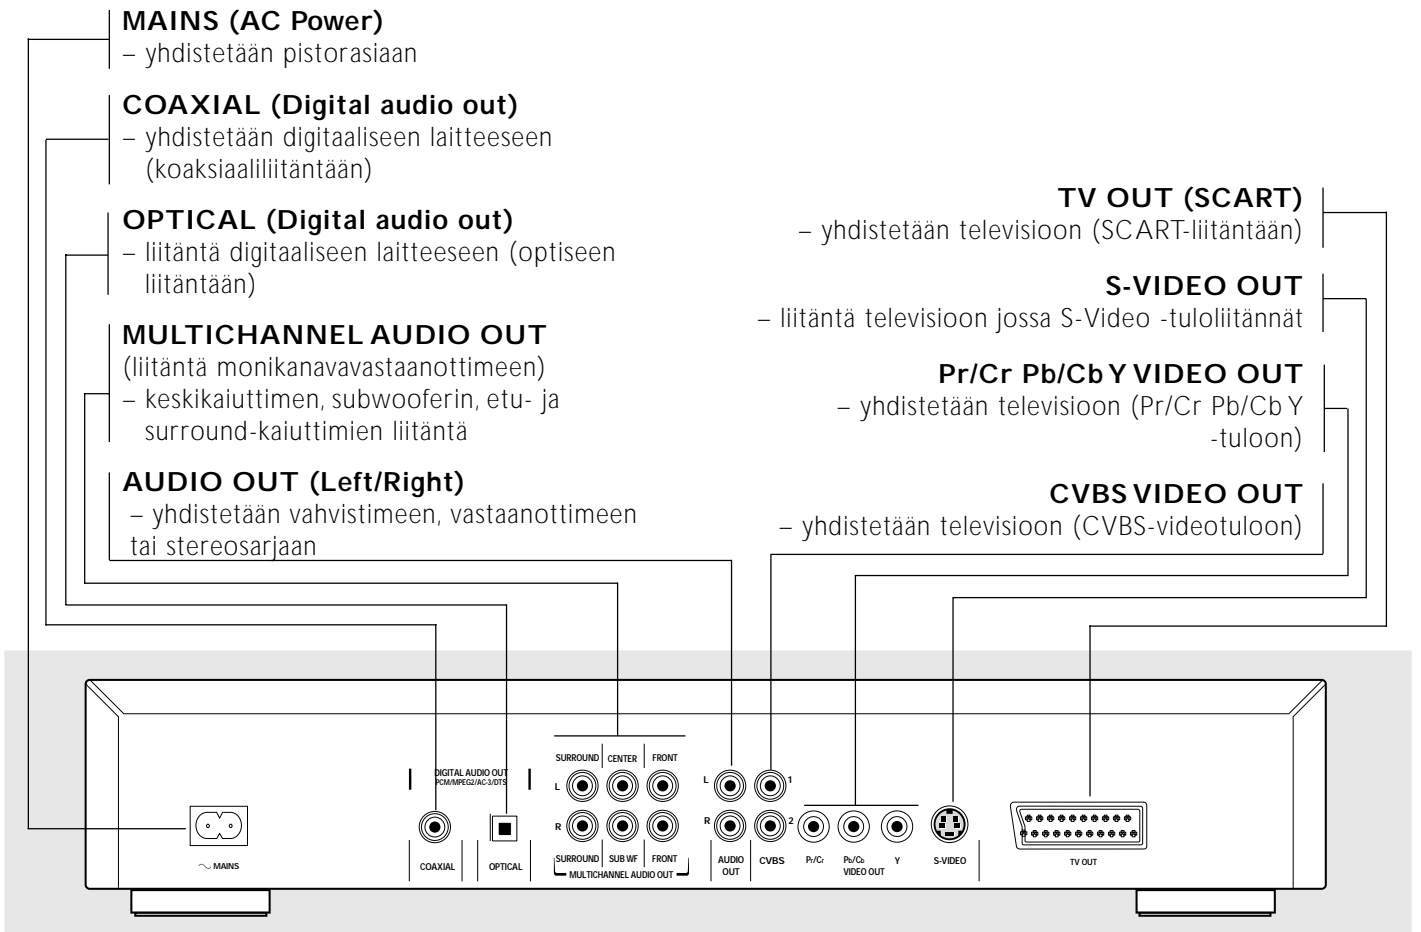 MAINS (AC Power)
– yhdistetään pistorasiaan
COAXIAL (Digital audio out)
– yhdistetään digitaaliseen laitteeseen
(koaksiaaliliitäntään)
OPTICAL (Digital audio out)
– liitäntä digitaaliseen laitteeseen (optiseen
liitäntään)
MULTICHANNEL AUDIO OUT
(liitäntä monikanavavastaanottimeen)
– keskikaiuttimen, subwooferin, etu- ja
surround-kaiuttimien liitäntä
AUDIO OUT (Left/Right)
– yhdistetään vahvistimeen, vastaanottimeen
tai stereosarjaan
TV OUT (SCART)
– yhdistetään televisioon (SCART-liitäntään)
S-VIDEO OUT
– liitäntä televisioon jossa S-Video -tuloliitännät
Pr/Cr Pb/Cb Y VIDEO OUT
– yhdistetään televisioon (Pr/Cr Pb/Cb Y
-tuloon)
CVBS VIDEO OUT
– yhdistetään televisioon (CVBS-videotuloon)
~ MAINS
DIGITAL AUDIO OUT
PCM/MPEG2/AC-3/DTS
COAXIAL
OPTICAL
SURROUND CENTER FRONT
L
R
SURROUND SUB WF FRONT
MULTICHANNEL AUDIO OUT
L
R
AUDIO
OUT
1
2
CVBS
Pr/Cr Pb/Cb Y
VIDEO OUT
S-VIDEO
TV OUT